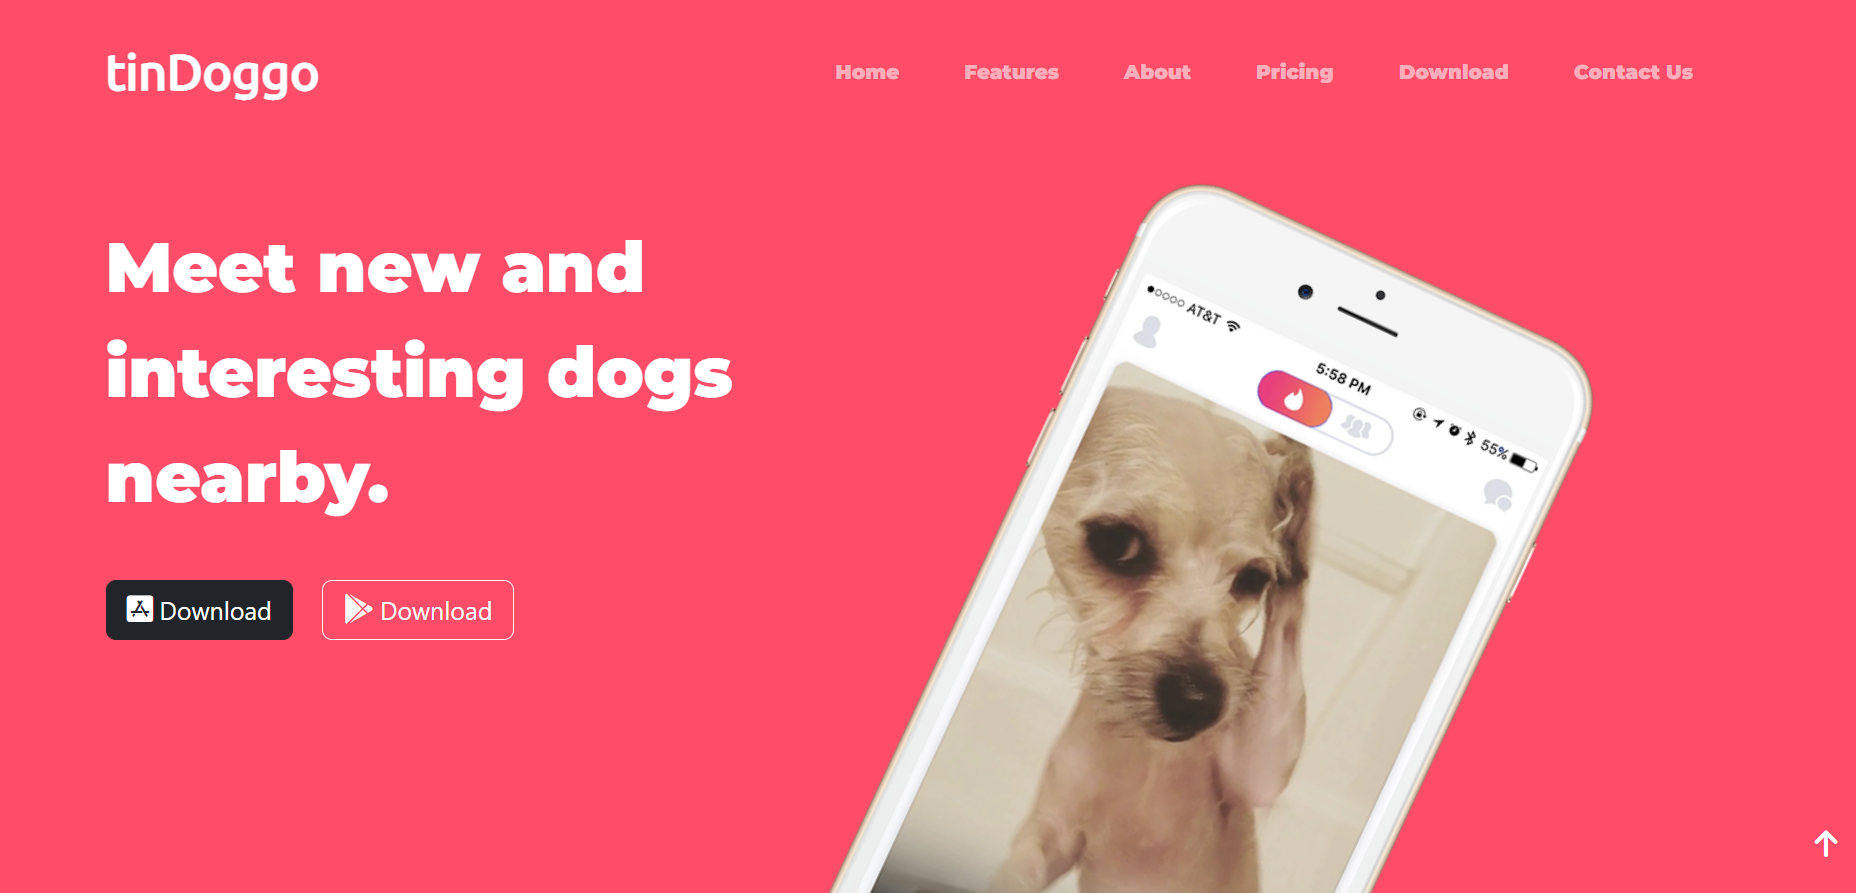 tinDoggo
Home Features About Pricing Download Contact Us
Meet new and
interesting dogs
nearby.
Download Download
AT&T
5:58 PM
55%